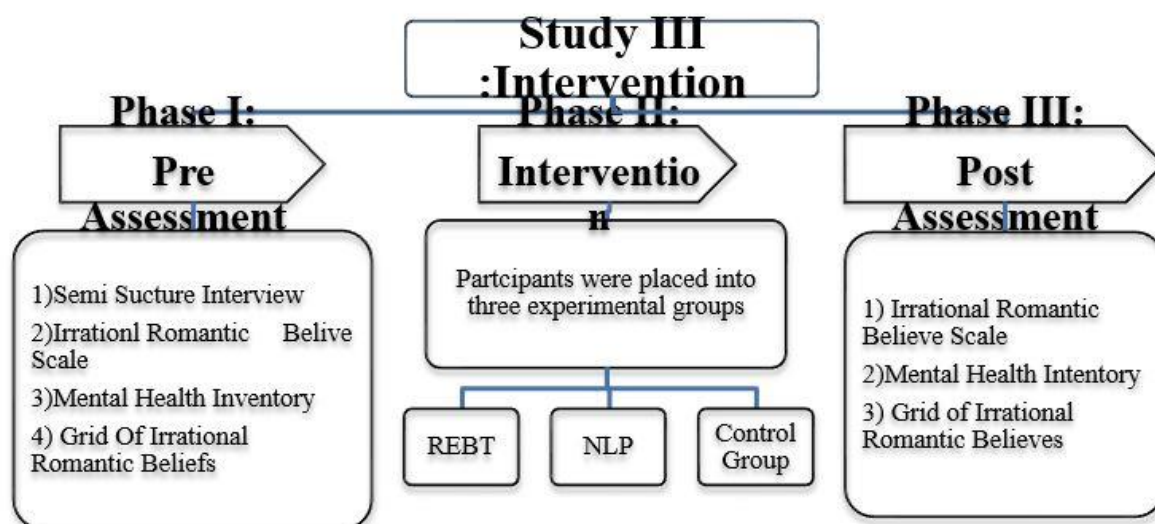 Study III
:Intervention
Phase I:
Pre
Assessment
1)Semi Sucture Interview
2)Irrationl Romantic Belive
Scale
3)Mental Health Inventory
4) Grid Of Irrational
Romantic Beliefs
Phase II:
Interventio
n
Partcipants were placed into
three experimental groups
REBT
NLP
Control
Group
Phase III:
Post
Assessment
1) Irrational Romantic
Believe Scale
2)Mental Health Intentory
3) Grid of Irrational
Romantic Believes